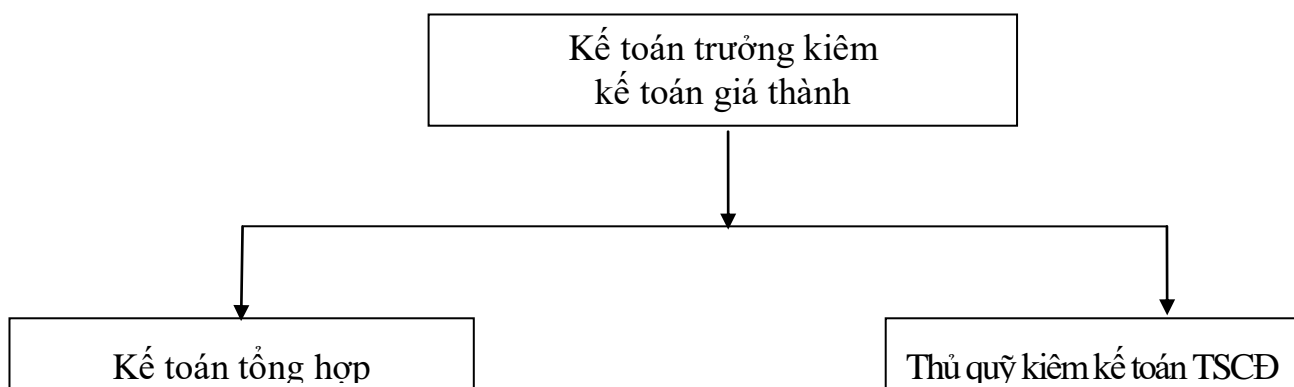 Kế toán trưởng kiêm
kế toán giá thành
Kế toán tổng hợp
Thủ quỹ kiêm kế toán TSCĐ